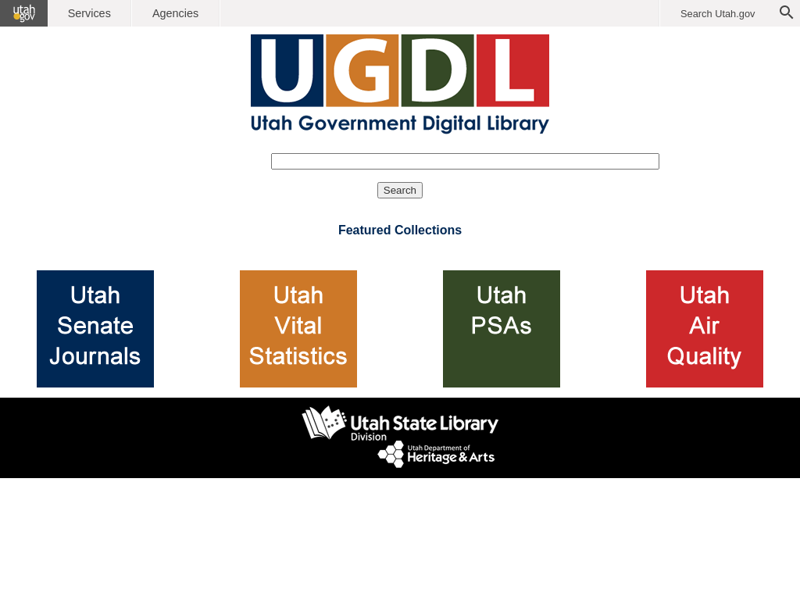 utah
gov
Services
Agencies
Search Utah.gov
UGDL
Utah Government Digital Library
Search
Featured Collections
Utah
Senate
Journals
Utah
Vital
Statistics
Utah
PSAs
Utah
Air
Quality
Utah State Library
Division
Utah Department of
Heritage & Arts